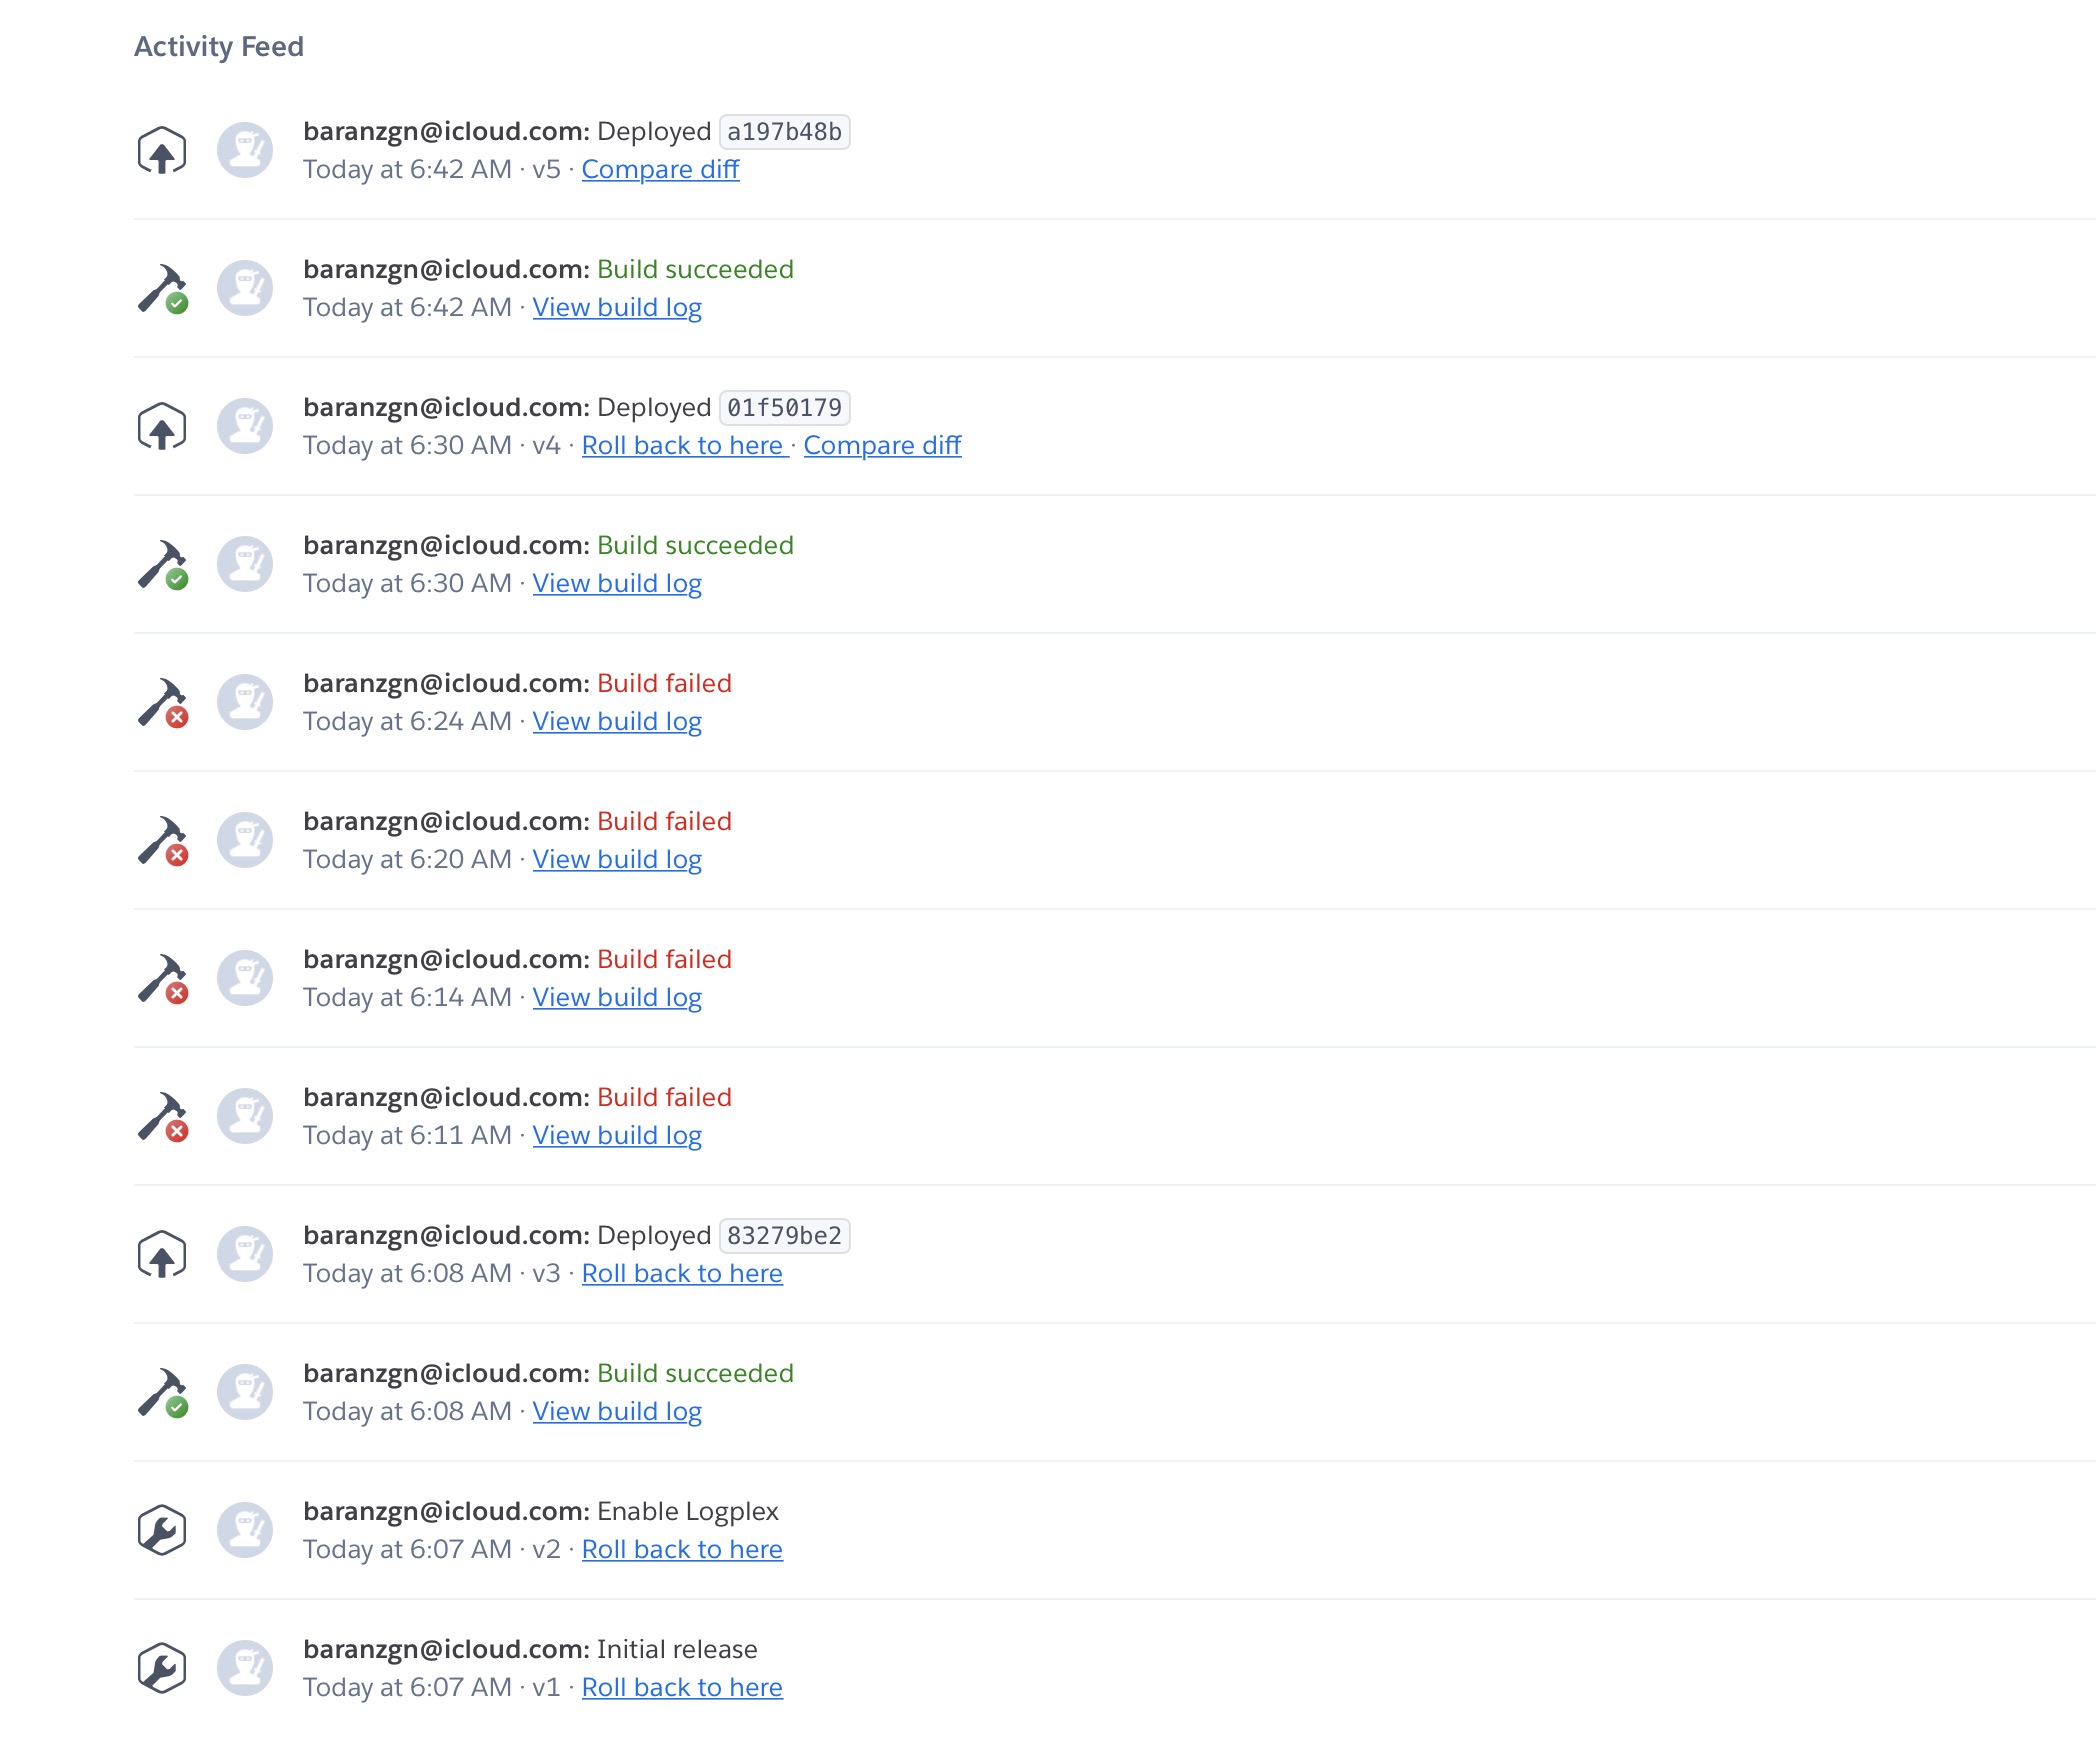 Activity Feed
baranzgn@icloud.com: Deployed a197b48b
Today at 6:42 AM · v5 · Compare diff
baranzgn@icloud.com: Build succeeded
Today at 6:42 AM · View build log
baranzgn@icloud.com: Deployed 01f50179
Today at 6:30 AM · v4 · Roll back to here · Compare diff
baranzgn@icloud.com: Build succeeded
Today at 6:30 AM · View build log
baranzgn@icloud.com: Build failed
Today at 6:24 AM · View build log
baranzgn@icloud.com: Build failed
Today at 6:20 AM · View build log
baranzgn@icloud.com: Build failed
Today at 6:14 AM · View build log
baranzgn@icloud.com: Build failed
Today at 6:11 AM · View build log
baranzgn@icloud.com: Deployed 83279be2
Today at 6:08 AM · v3 · Roll back to here
baranzgn@icloud.com: Build succeeded
Today at 6:08 AM · View build log
baranzgn@icloud.com: Enable Logplex
Today at 6:07 AM · v2 · Roll back to here
baranzgn@icloud.com: Initial release
Today at 6:07 AM · v1 · Roll back to here